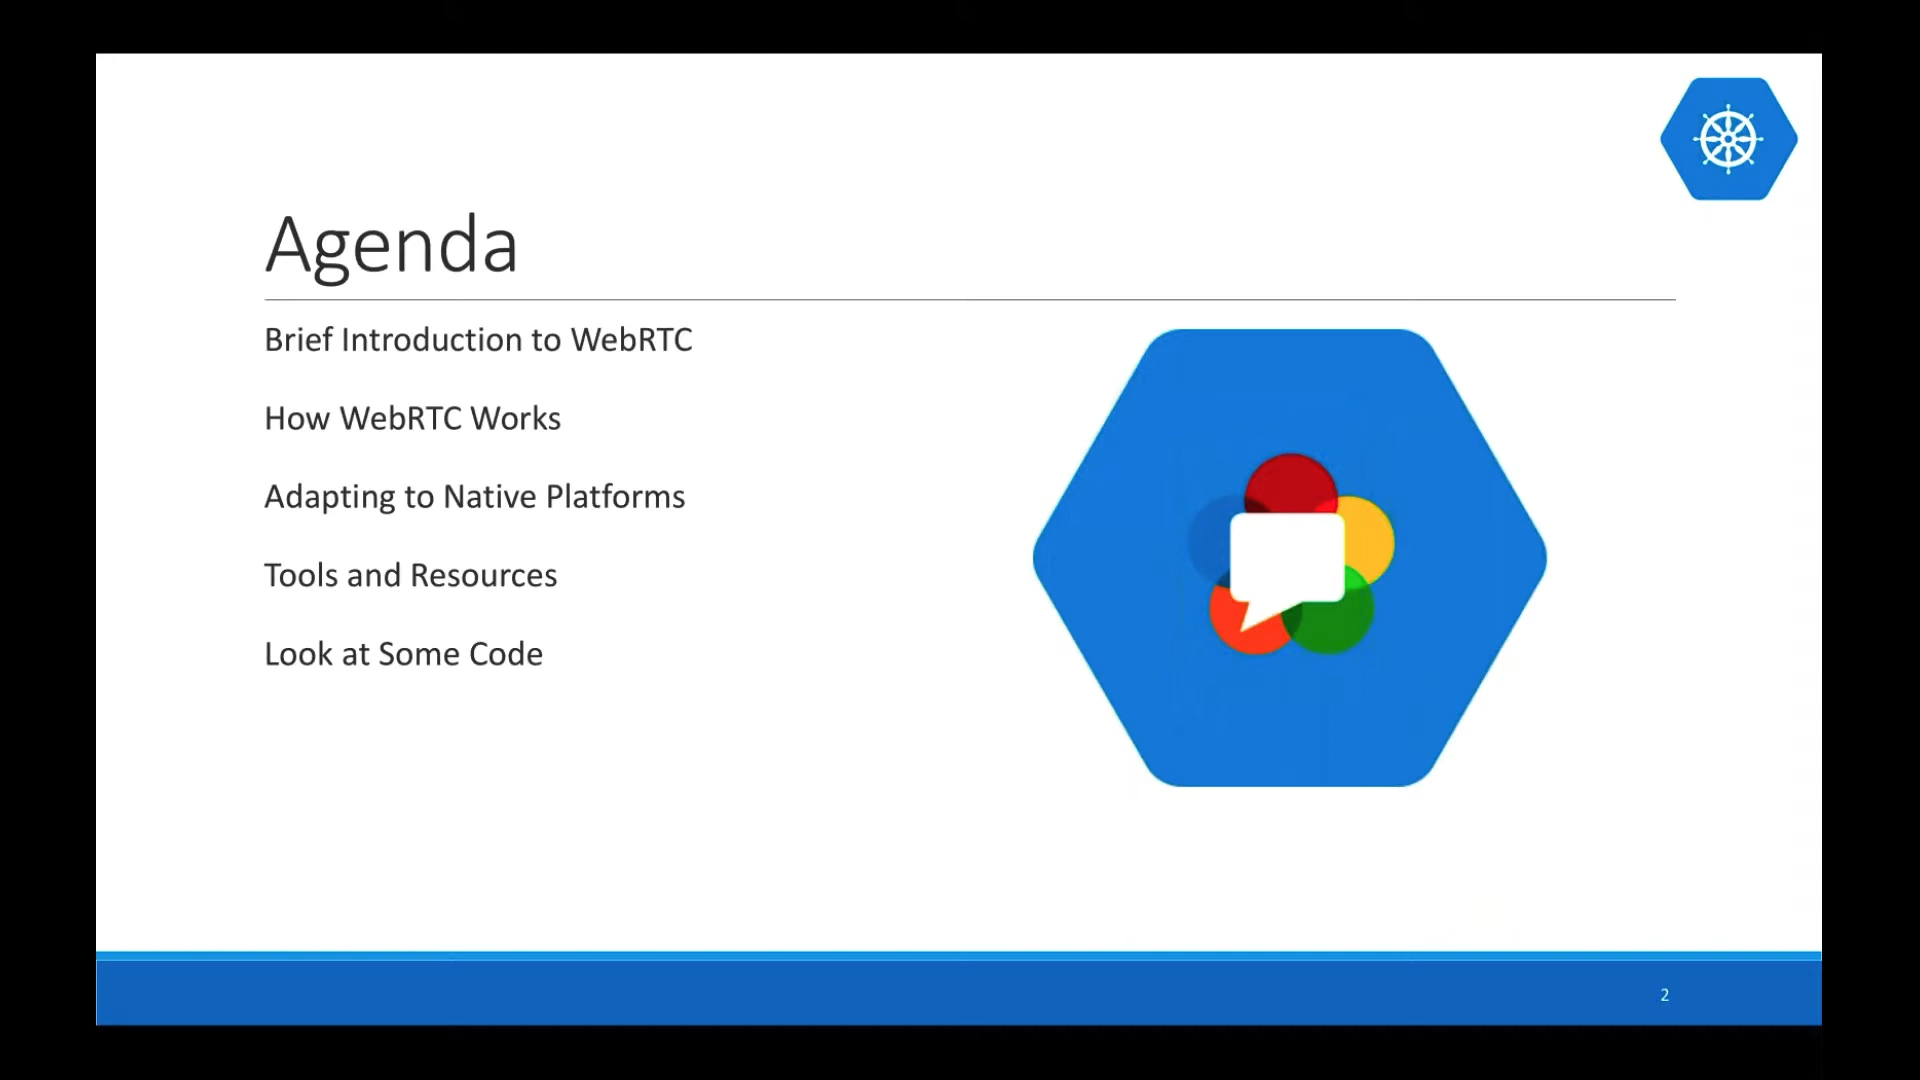 Agenda
Brief Introduction to WebRTC
How WebRTC Works
Adapting to Native Platforms
Tools and Resources
Look at Some Code
2